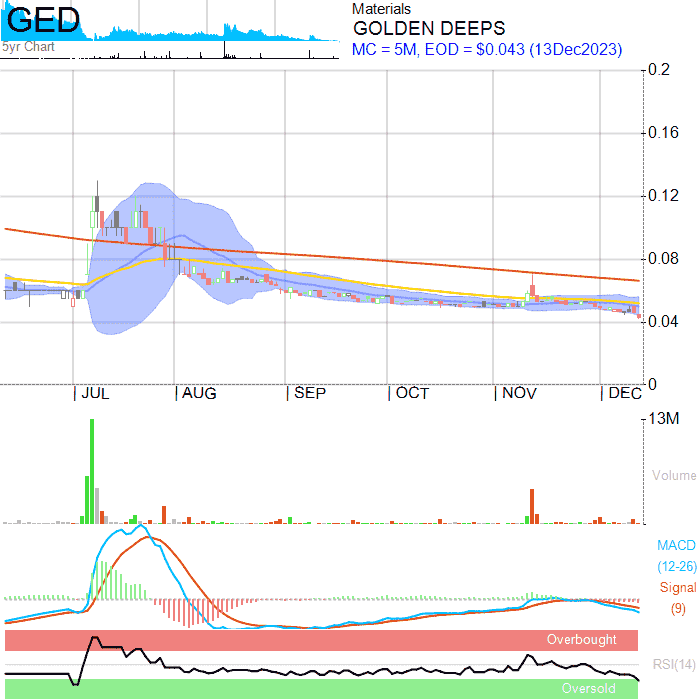 GED
5yr Chart
Materials
GOLDEN DEEPS
MC = 5M, EOD = $0.043 (13Dec2023)
0.2
0.16
0.12
0.08
0.04
0
JUL
AUG
SEP
OCT
NOV
DEC
13M
Volume
MACD
(12-26)
Signal
(9)
Overbought
RSI(14)
Oversold